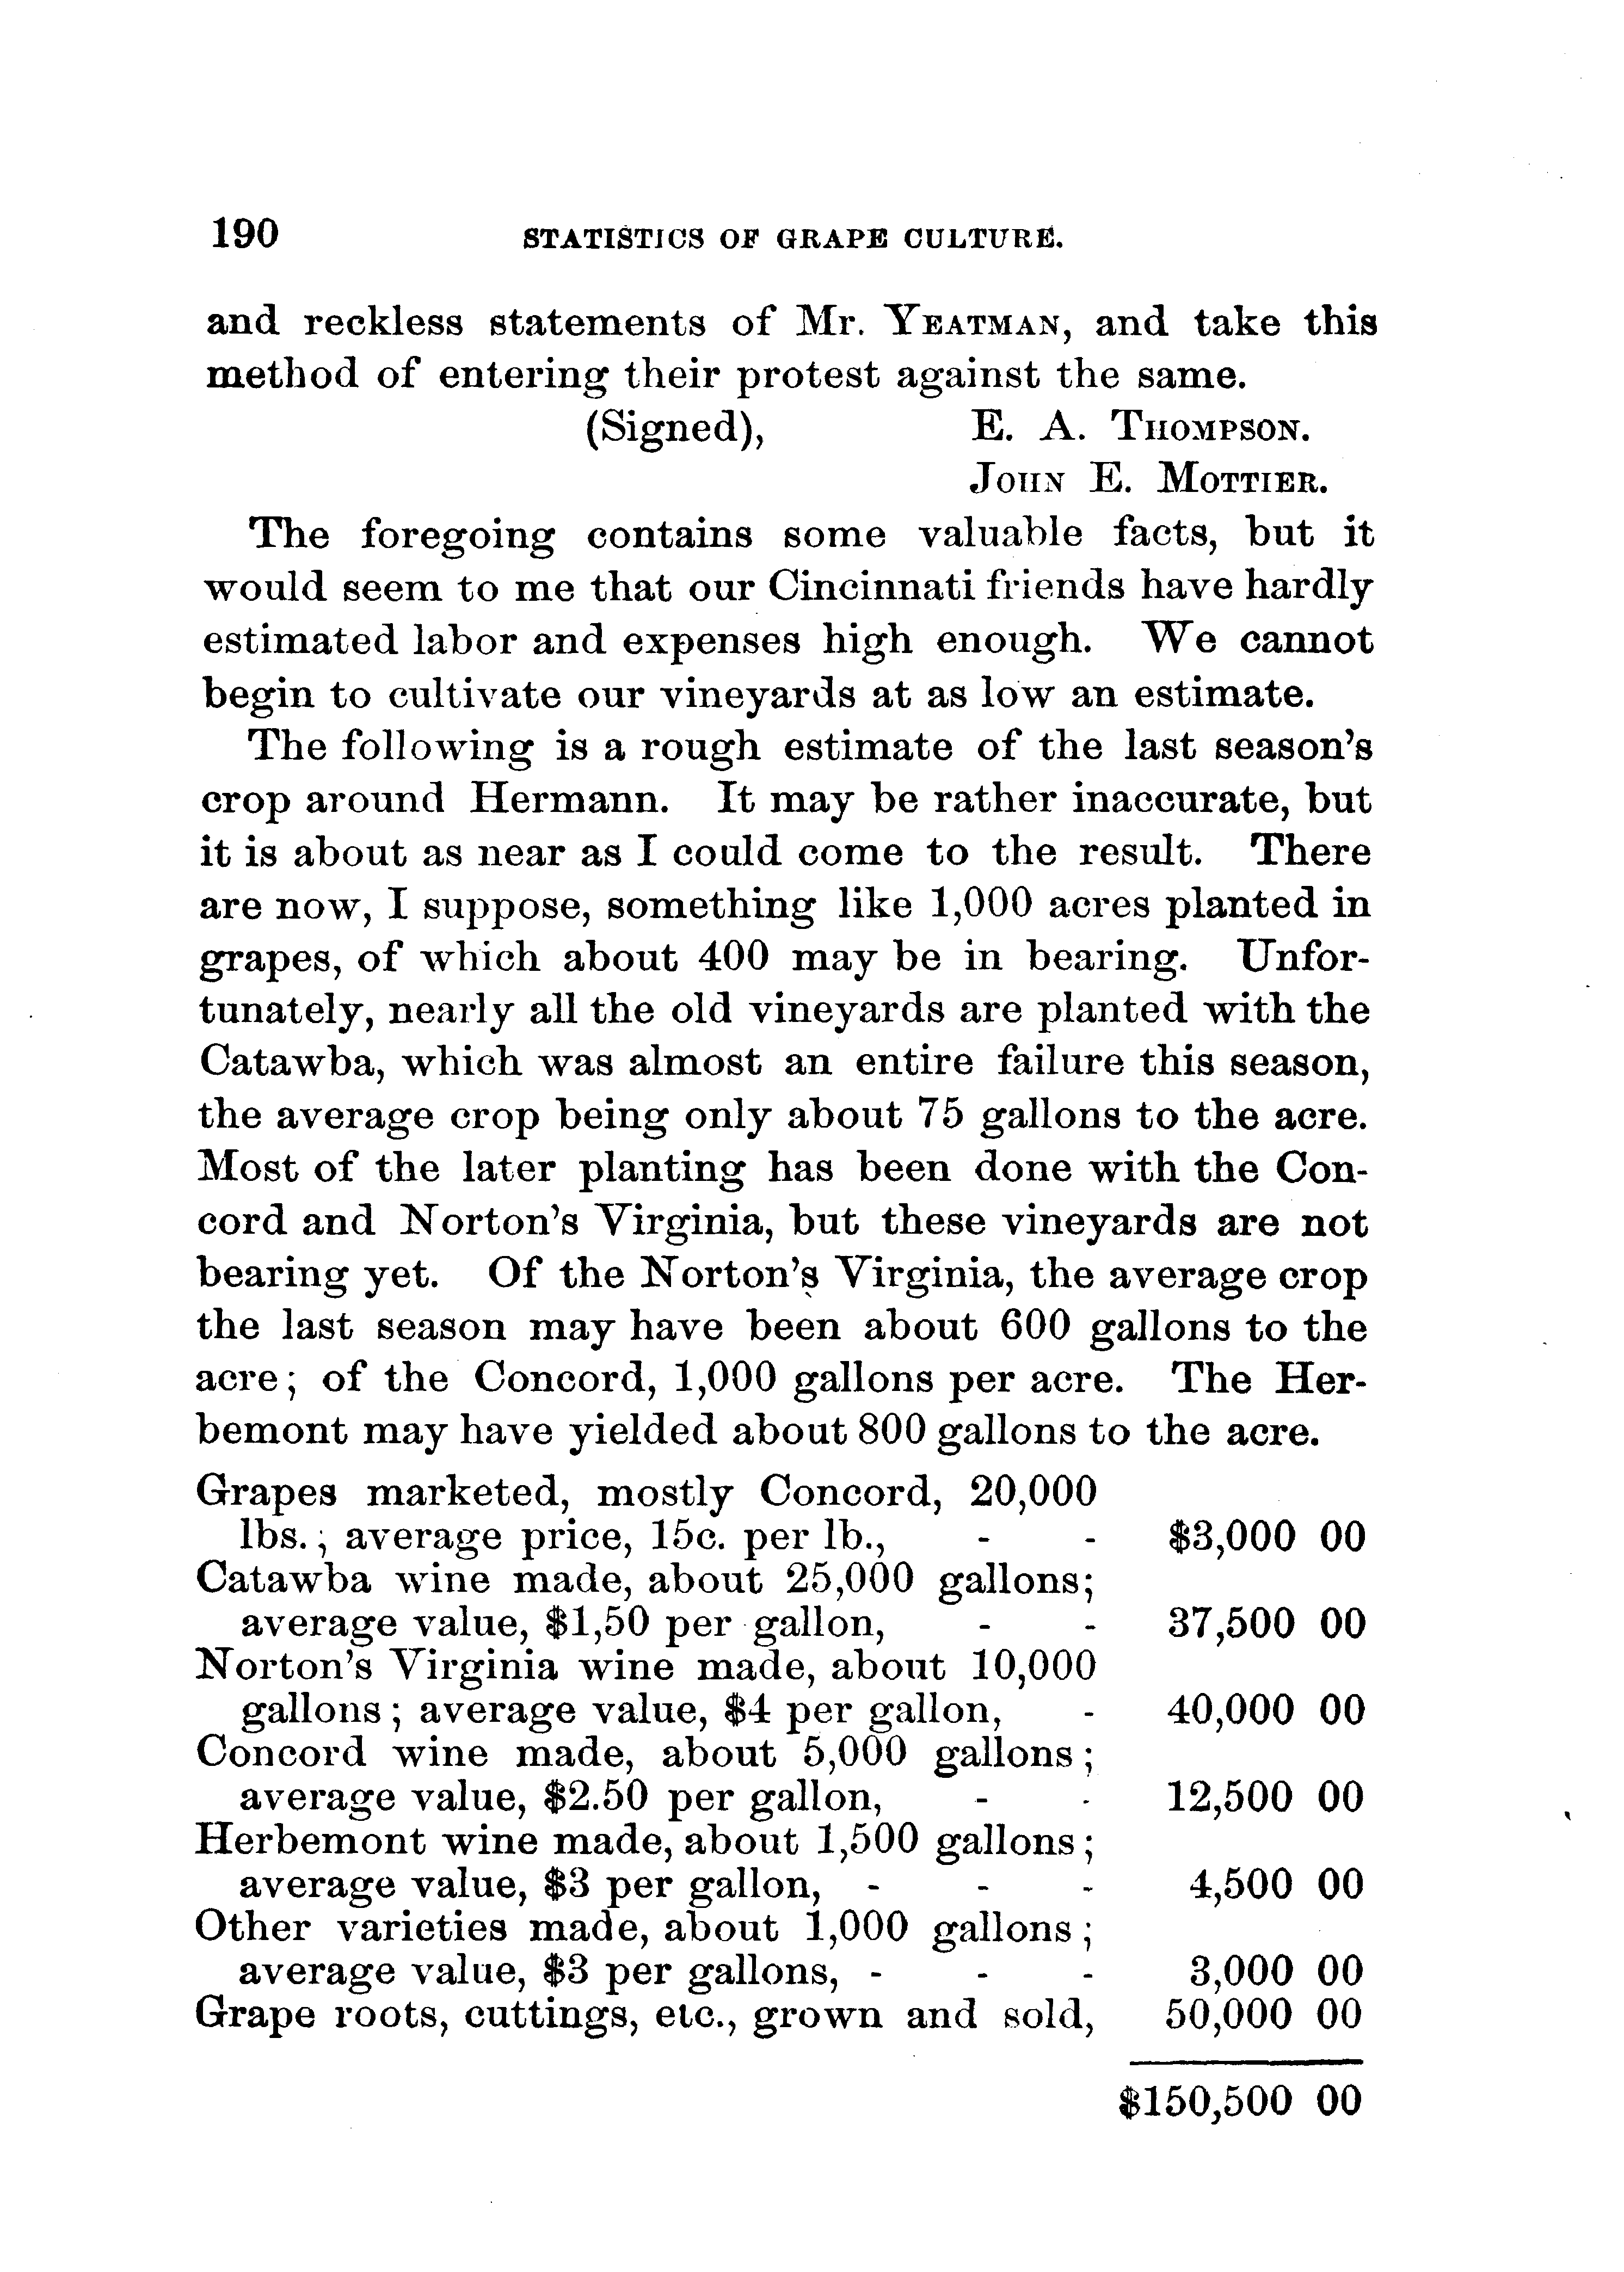 190 STATISTICS OF GRAPE CULTURE.
and reckless statements of Mr. YEATMAN, and take this
method of entering their protest against the same.
(Signed), E. A. THOMPSON.
JOHN E. MOTTIER.
The foregoing contains some valuable facts, but it
would seem to me that our Cincinnati friends have hardly
estimated labor and expenses high enough. We cannot
begin to cultivate our vineyards at as low an estimate.
The following is a rough estimate of the last season's
crop around Hermann. It may be rather inaccurate, but
it is about as near as I could come to the result. There
are now, I suppose, something like 1,000 acres planted in
grapes, of which about 400 may be in bearing. Unfor-
tunately, nearly all the old vineyards are planted with the
Catawba, which was almost an entire failure this season,
the average crop being only about 75 gallons to the acre.
Most of the later planting has been done with the Con-
cord and Norton's Virginia, but these vineyards are not
bearing yet. Of the Norton's Virginia, the average crop
the last season may have been about 600 gallons to the
acre; of the Concord, 1,000 gallons per acre. The Her-
bemont may have yielded about 800 gallons to the acre.
Grapes marketed, mostly Concord, 20,000
lbs.; average price, 15c. per lb., - - $3,000 00
Catawba wine made, about 25,000 gallons;
average value, $1,50 per gallon, - - 37,500 00
Norton's Virginia wine made, about 10,000
gallons; average value, $4 per gallon, - 40,000 00
Concord wine made, about 5,000 gallons;
average value, $2.50 per gallon, - - 12,500 00
Herbemont wine made, about 1,500 gallons;
average value, $3 per gallon, - - - 4,500 00
Other varieties made, about 1,000 gallons;
average value, $3 per gallons, - - - 3,000 00
Grape roots, cuttings, etc., grown and sold, 50,000 00
$150,500 00